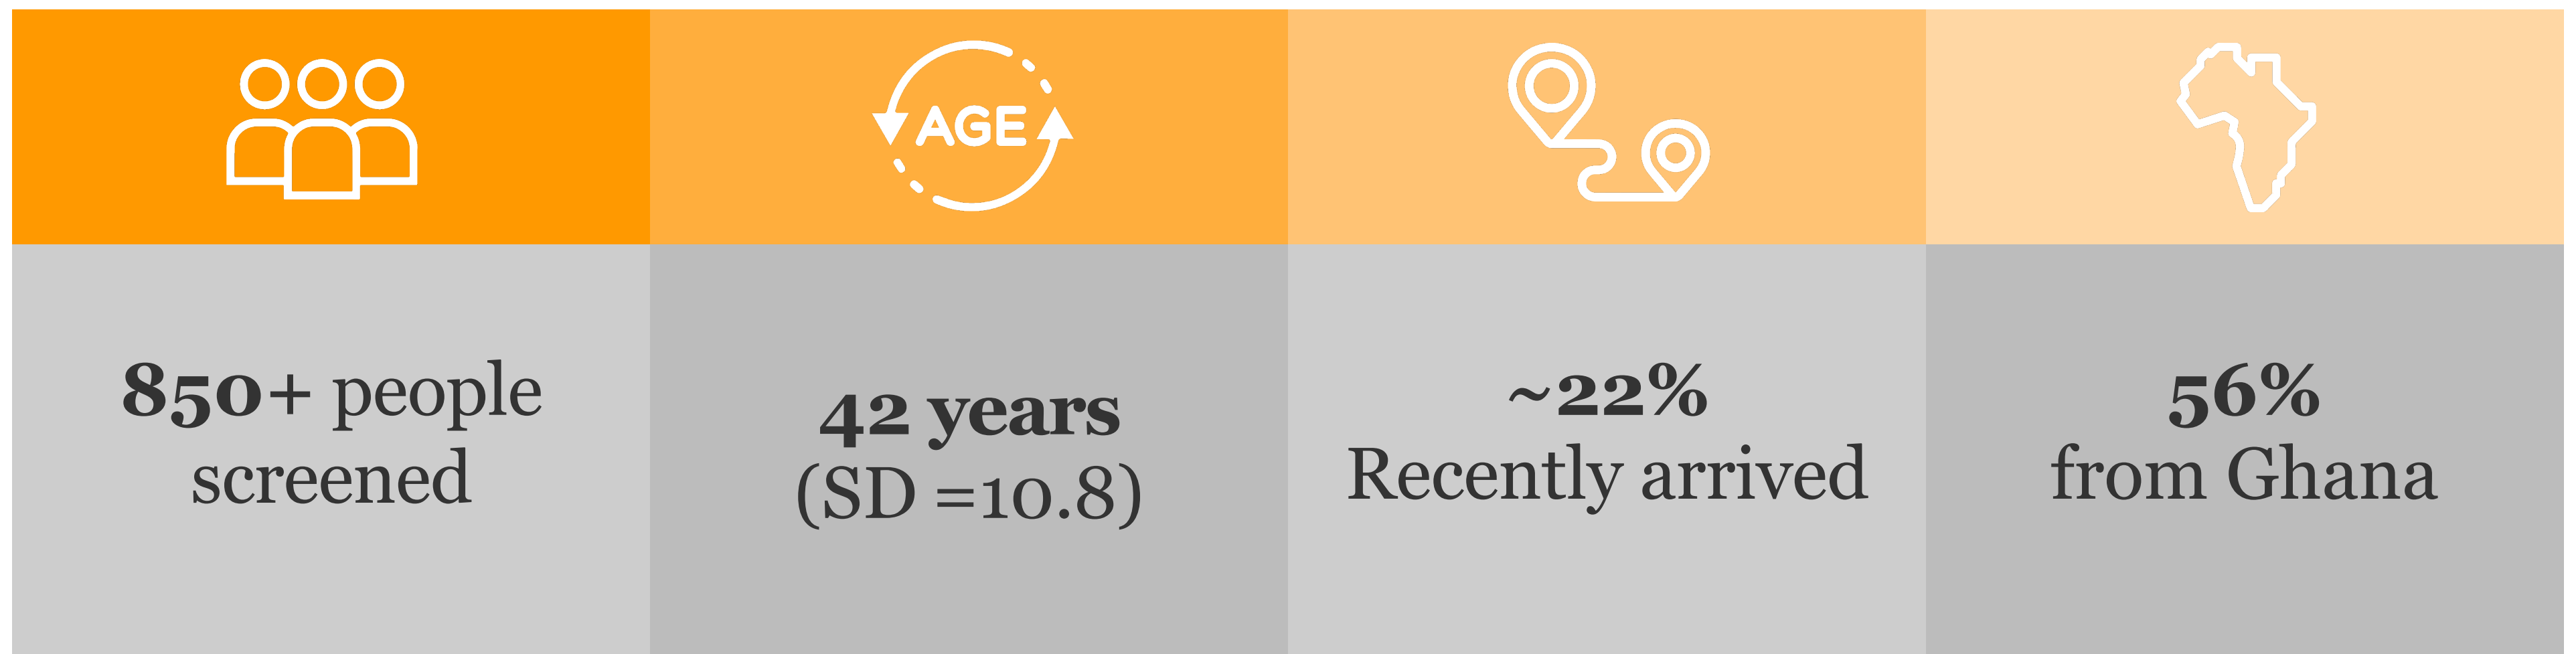 AGE
850+ people
screened
42 years
(SD =10.8)
~22%
Recently arrived
56%
from Ghana